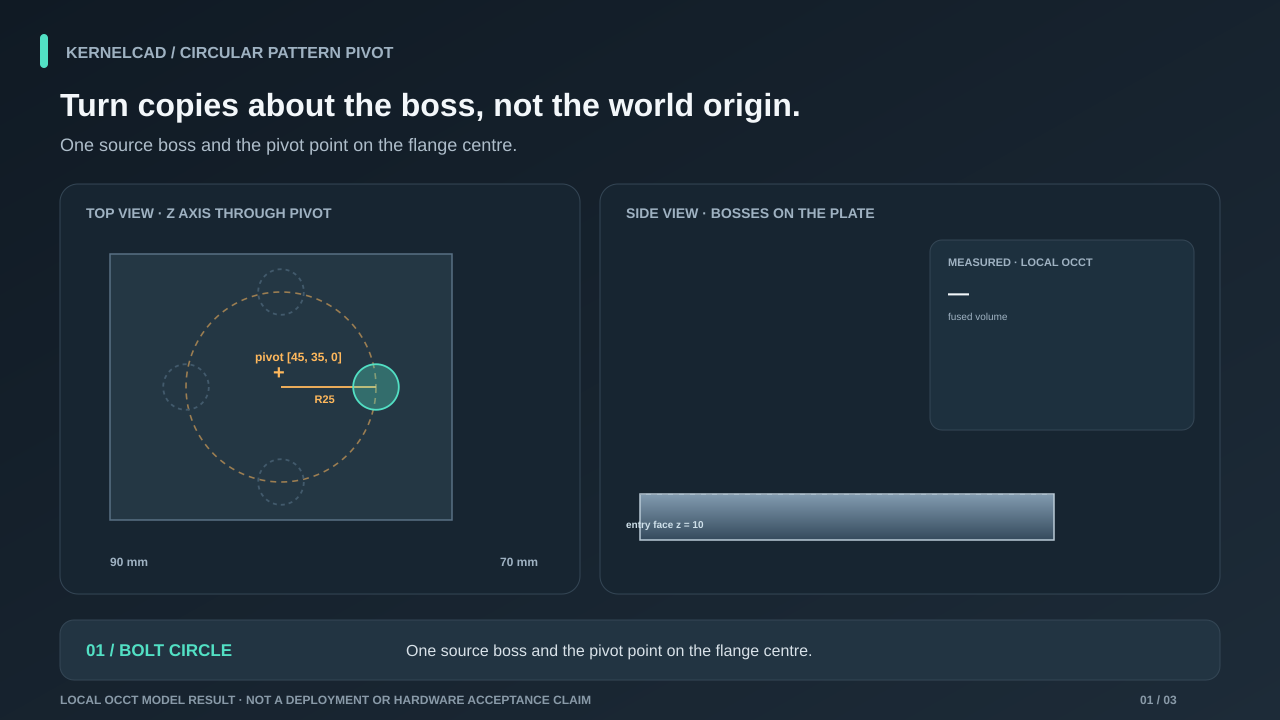 KERNELCAD / CIRCULAR PATTERN PIVOT
Turn copies about the boss, not the world origin.
One source boss and the pivot point on the flange centre.
TOP VIEW · Z AXIS THROUGH PIVOT
pivot [45, 35, 0]
R25
90 mm
70 mm
SIDE VIEW · BOSSES ON THE PLATE
MEASURED · LOCAL OCCT
—
fused volume
entry face z = 10
01 / BOLT CIRCLE
One source boss and the pivot point on the flange centre.
LOCAL OCCT MODEL RESULT · NOT A DEPLOYMENT OR HARDWARE ACCEPTANCE CLAIM
01 / 03